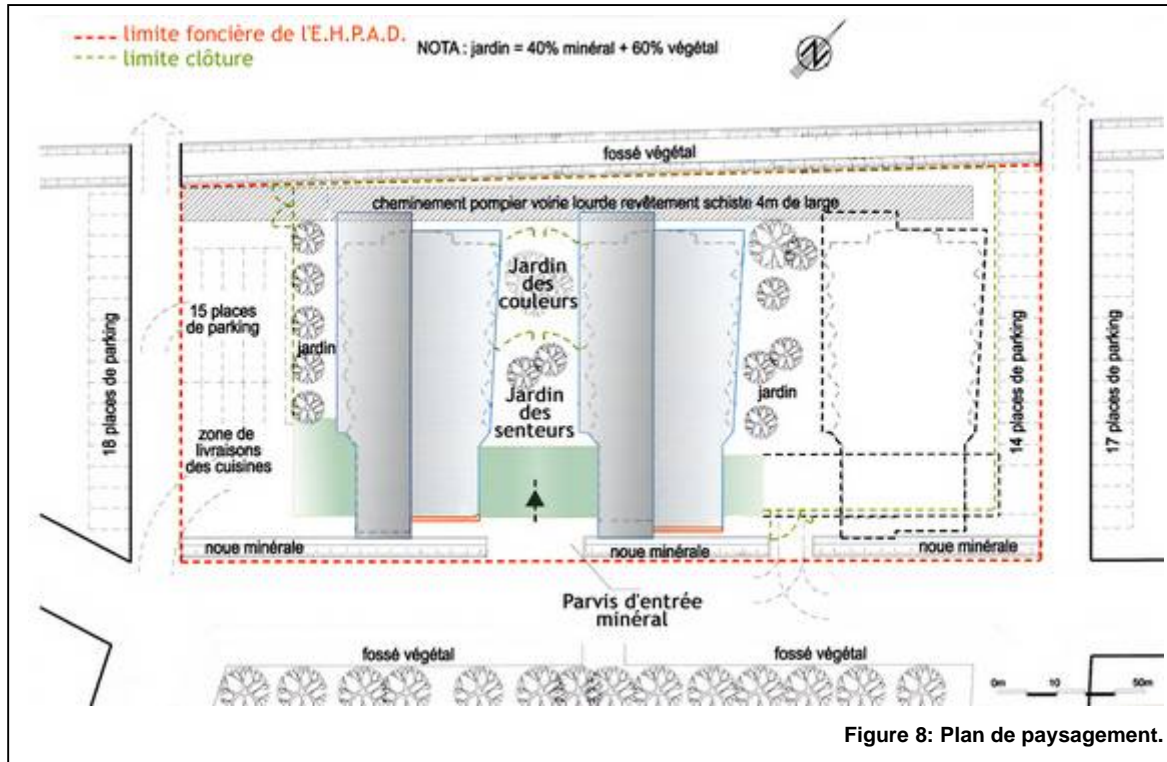 limite foncière de l'E.H.P.A.D.
limite clôture
NOTA : jardin = 40% minéral + 60% végétal
N
fossé végétal
cheminement pompier voirie lourde revêtement schiste 4m de large
18 places de parking
15 places
de parking
jardin
zone de
livraisons
des cuisines
Jardin
des
couleurs
Jardin
des
senteurs
jardin
14 places de parking
17 places de parking
noue minérale
noue minérale
noue minérale
Parvis d'entrée
minéral
fossé végétal
fossé végétal
0m 10 50m
Figure 8: Plan de paysagement.